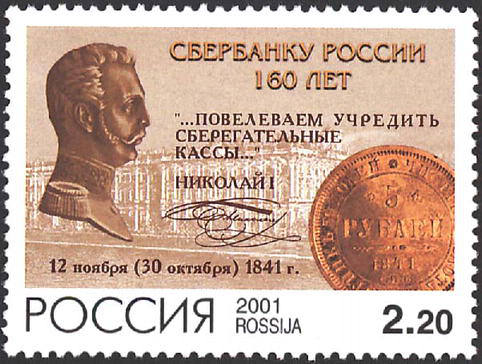 СБЕРБАНКУ РОССИИ
160 ЛЕТ
"...ПОВЕЛЕВАЕМ УЧРЕДИТЬ
СБЕРЕГАТЕЛЬНЫЕ
КАССЫ..."
НИКОЛАЙ I
5
РУБЛЕЙ
1841
12 ноября (30 октября) 1841 г.
РОССИЯ
2001
ROSSIJA
2.20